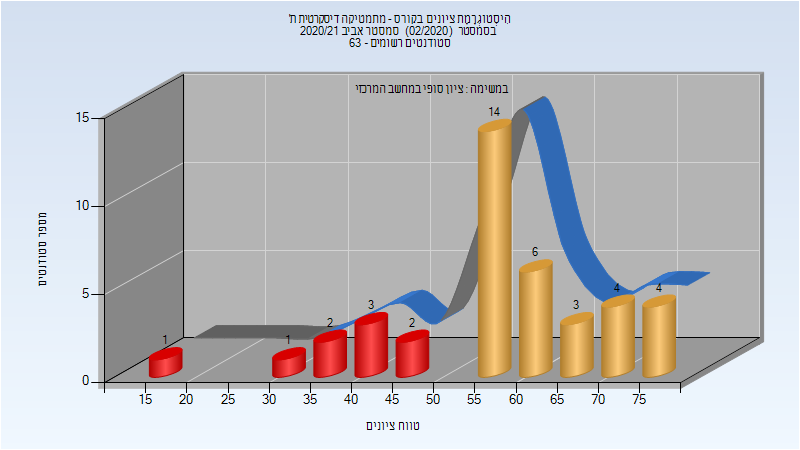 היסטוגרמת ציונים בקורס - מתמטיקה דיסקרטית ת'
בסמסטר (02/2020) סמסטר אביב 2020/21
סטודנטים רשומים - 63
במשימה : ציון סופי במחשב המרכזי
מספר סטודנטים
15
10
5
0
1
1
2
3
2
14
6
3
4
4
15 20 25 30 35 40 45 50 55 60 65 70 75
טווח ציונים